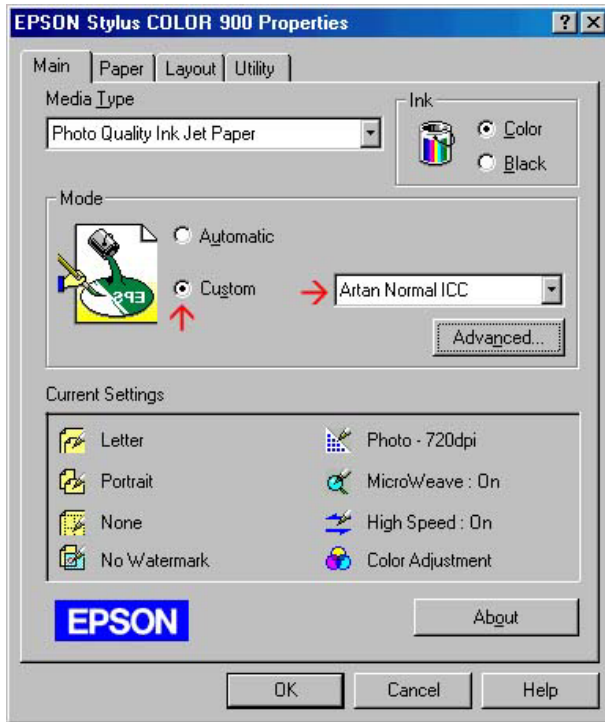 EPSON Stylus COLOR 900 Properties
Main Paper Layout Utility
Media Type
Photo Quality Ink Jet Paper
Ink
Color
Black
Mode
EPS
Automatic
Custom
Artan Normal ICC
Advanced...
Current Settings
Letter
Photo - 720dpi
Portrait
MicroWeave : On
None
High Speed : On
No Watermark
Color Adjustment
EPSON
About
OK Cancel Help